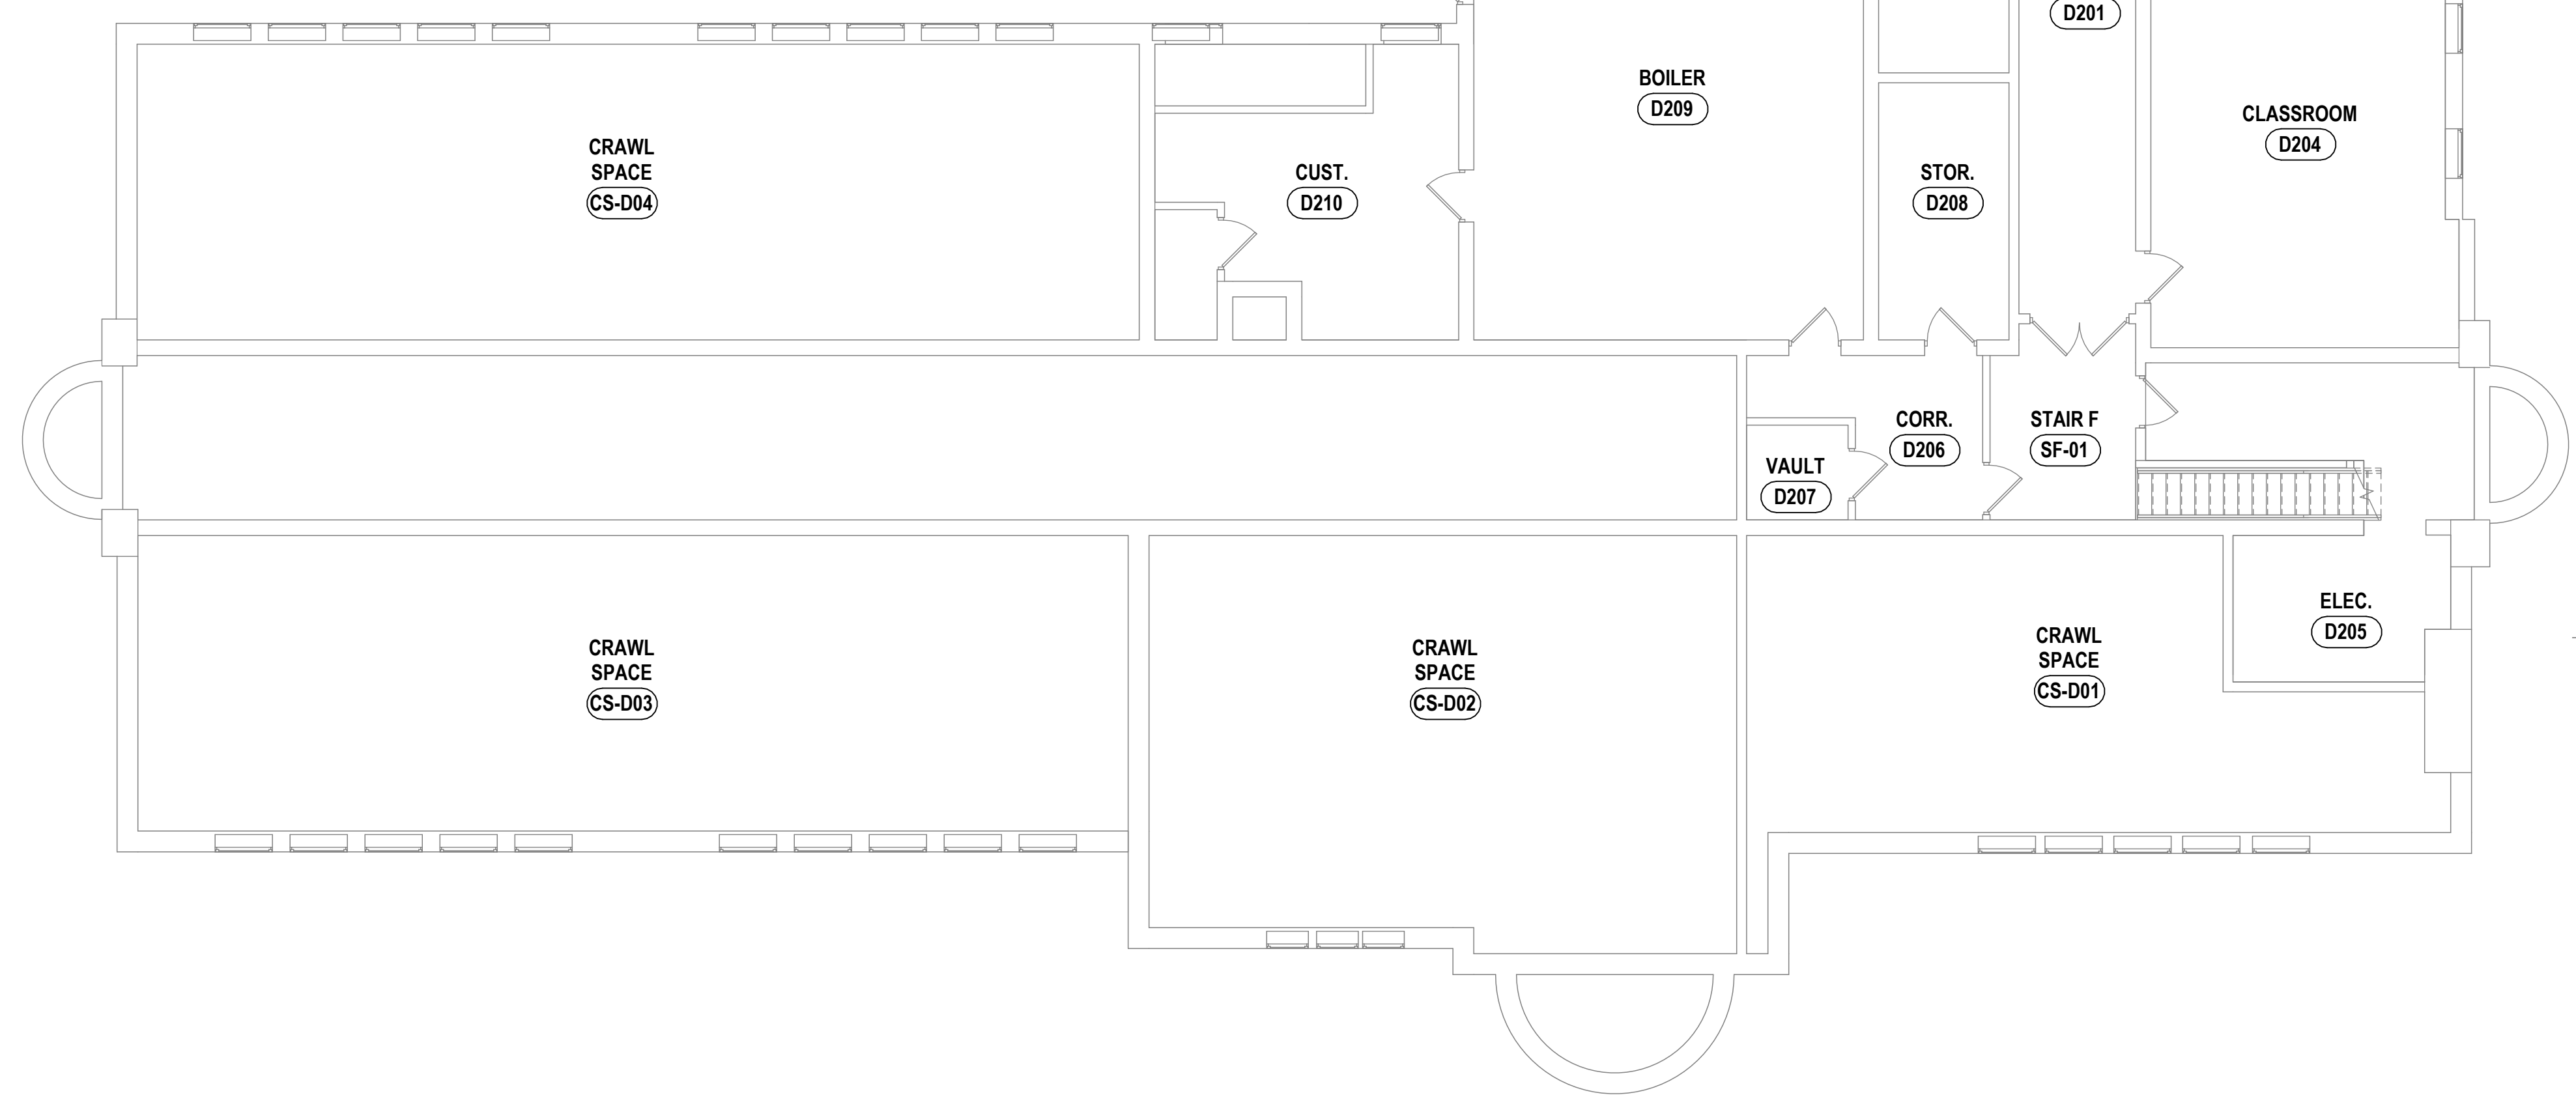 D201
BOILER
D209
CLASSROOM
D204
CRAWL
SPACE
CS-D04
CUST.
D210
STOR.
D208
CORR.
D206
STAIR F
SF-01
VAULT
D207
ELEC.
D205
CRAWL
SPACE
CS-D03
CRAWL
SPACE
CS-D02
CRAWL
SPACE
CS-D01